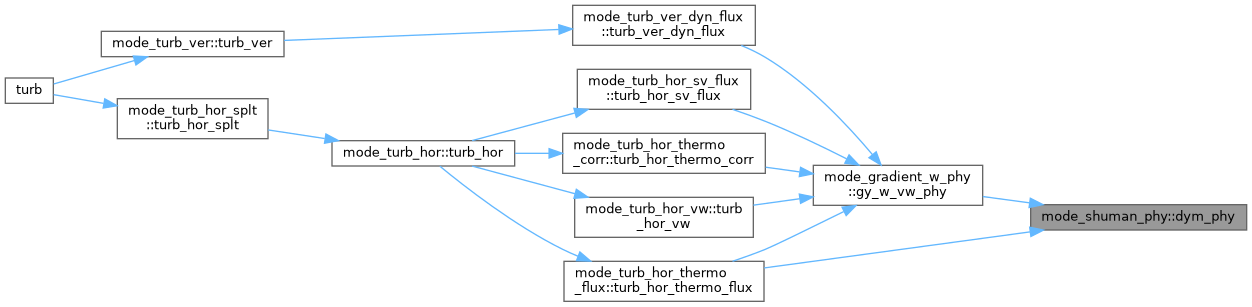 turb
mode_turb_ver::turb_ver
mode_turb_hor_splt
::turb_hor_splt
mode_turb_hor::turb_hor
mode_turb_ver_dyn_flux
::turb_ver_dyn_flux
mode_turb_hor_sv_flux
::turb_hor_sv_flux
mode_turb_hor_thermo
_corr::turb_hor_thermo_corr
mode_turb_hor_vw::turb
_hor_vw
mode_turb_hor_thermo
_flux::turb_hor_thermo_flux
mode_gradient_w_phy
::gy_w_vw_phy
mode_shuman_phy::dym_phy